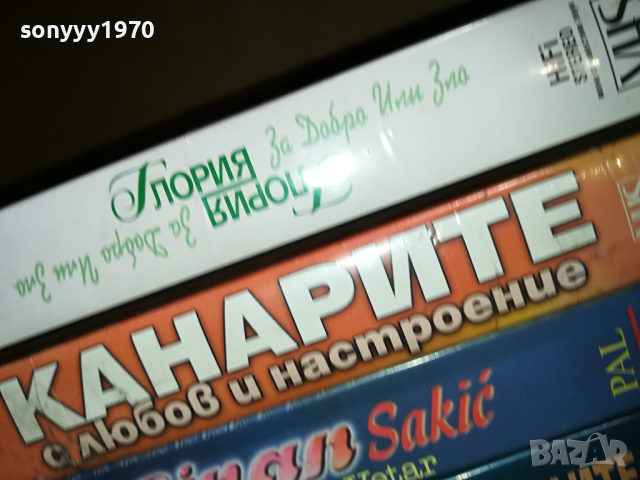 sonyyy1970
VHS
HIFI
STEREO
ГЛОРИЯ За Добро Или Зло
ГЛОРИЯ За Добро Или Зло
КАНАРИТЕ
с любов и настроение
Sinan Sakić
PAL
BAZAR